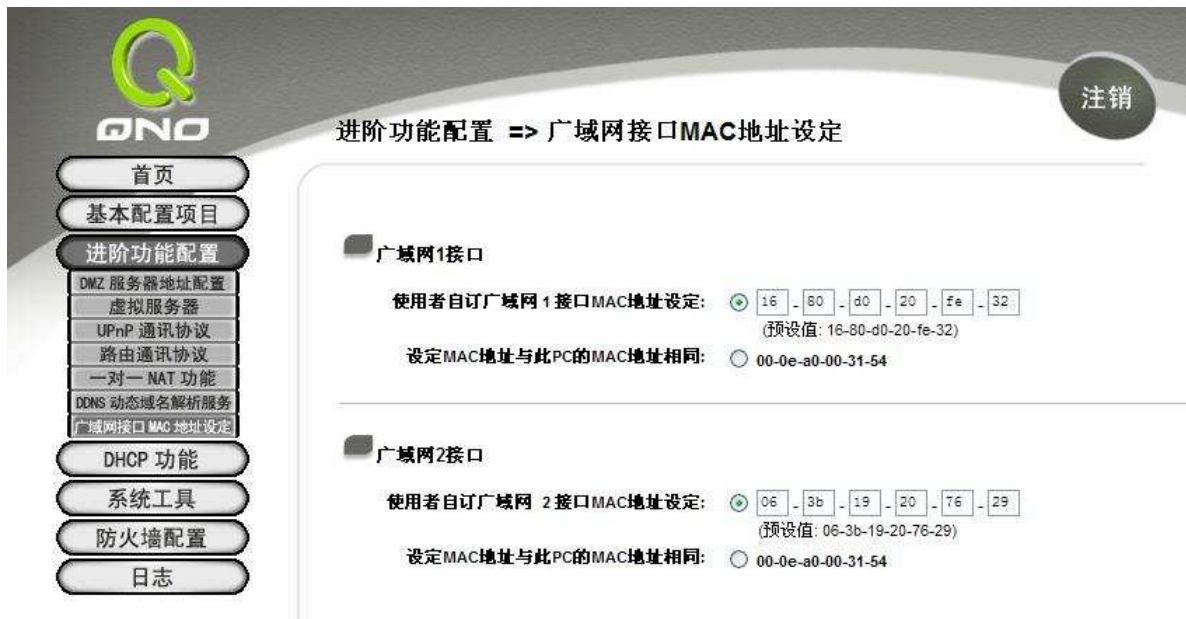 QNO
注销
进阶功能配置 => 广域网接口MAC地址设定
首页
基本配置项目
进阶功能配置
DMZ 服务器地址配置
虚拟服务器
UPnP 通讯协议
路由通讯协议
一对一 NAT 功能
DDNS 动态域名解析服务
广域网接口 MAC 地址设定
DHCP 功能
系统工具
防火墙配置
日志
广域网1接口
使用者自订广域网 1 接口MAC地址设定: 16 - 80 - d0 - 20 - fe - 32
(预设值: 16-80-d0-20-fe-32)
设定MAC地址与此PC的MAC地址相同: 00-0e-a0-00-31-54
广域网2接口
使用者自订广域网 2 接口MAC地址设定: 06 - 3b - 19 - 20 - 76 - 29
(预设值: 06-3b-19-20-76-29)
设定MAC地址与此PC的MAC地址相同: 00-0e-a0-00-31-54